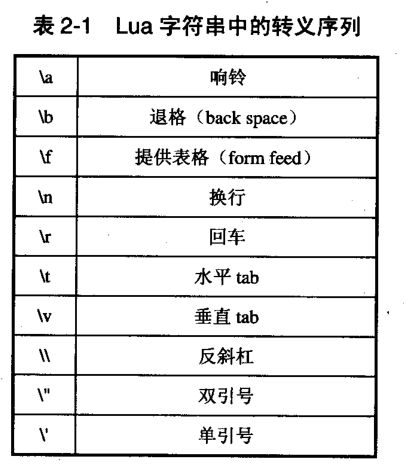 表 2-1 Lua 字符串中的转义序列
\a 响铃
\b 退格（back space）
\f 提供表格（form feed）
\n 换行
\r 回车
\t 水平 tab
\v 垂直 tab
\\ 反斜杠
\" 双引号
\' 单引号